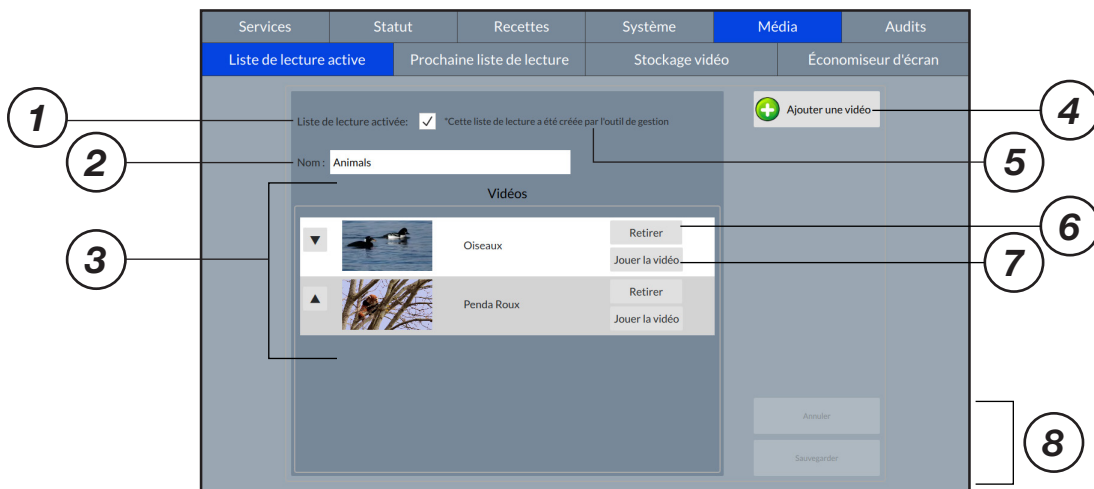 Services Statut Recettes Système Média Audits
Liste de lecture active Prochaine liste de lecture Stockage vidéo Économiseur d'écran
1 Liste de lecture activée: ✓ *Cette liste de lecture a été créée par l'outil de gestion
Ajouter une vidéo 4
2 Nom : Animals
5
Vidéos
3
Oiseaux
Retirer 6
Jouer la vidéo 7
Penda Roux
Retirer
Jouer la vidéo
Annuler
Sauvegarder
8